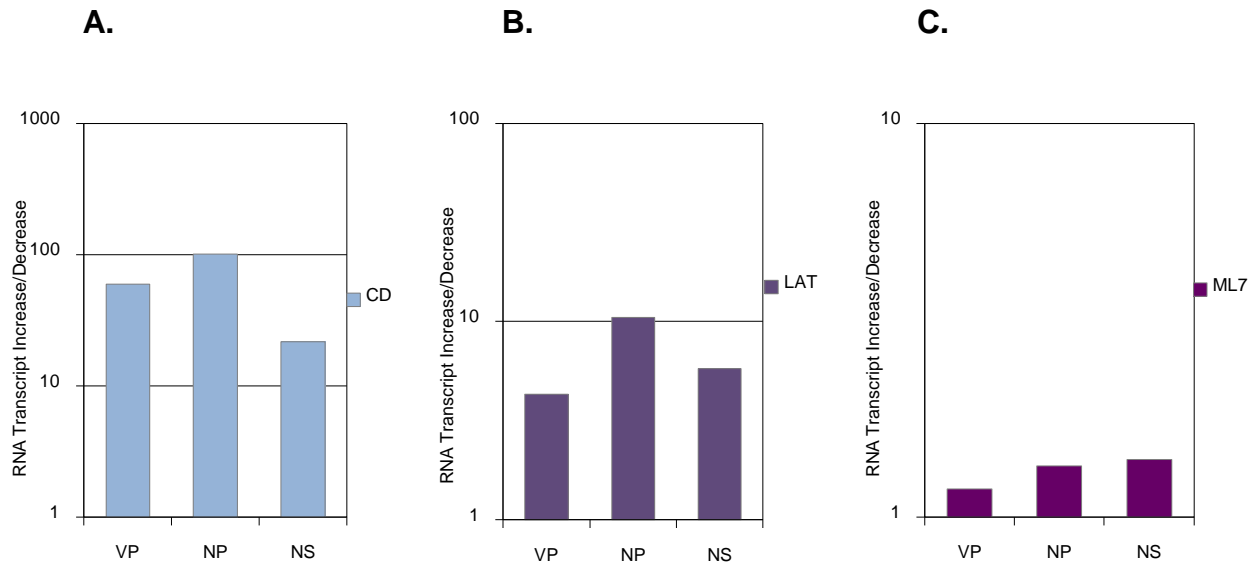 A.
RNA Transcript Increase/Decrease
1000
100
10
1
VP NP NS
CD
B.
RNA Transcript Increase/Decrease
100
10
1
VP NP NS
LAT
C.
RNA Transcript Increase/Decrease
10
1
VP NP NS
ML7